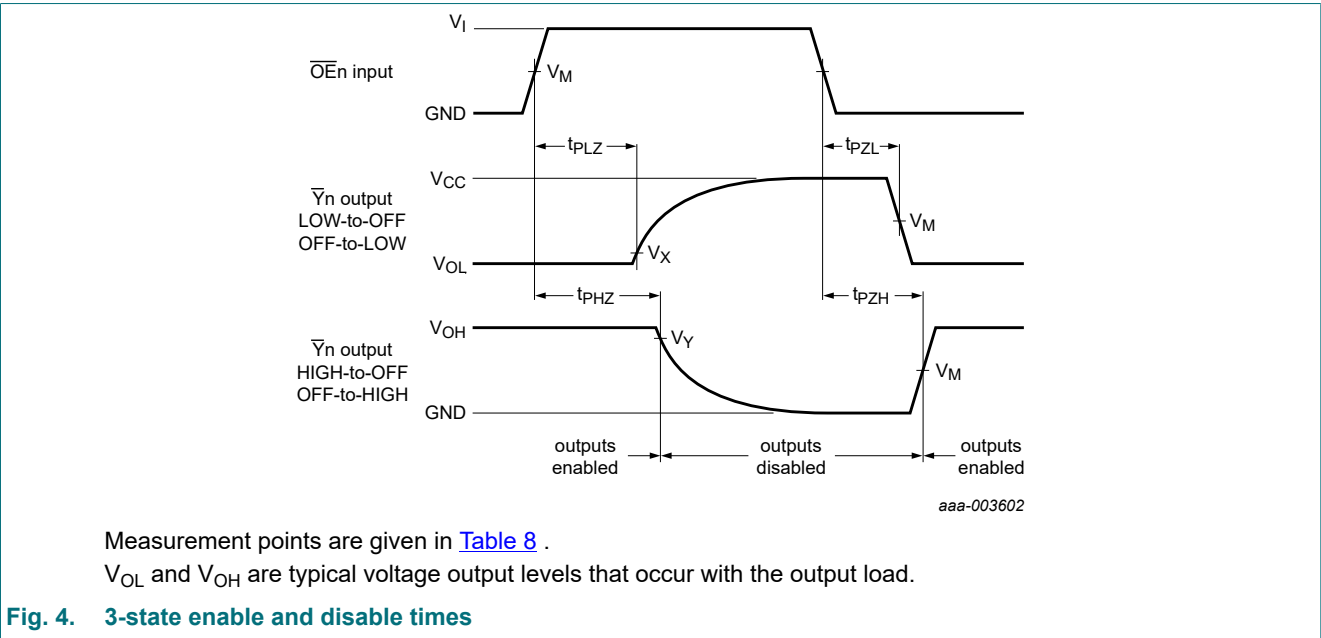 V_I
O̅E̅n input
V_M
GND
t_PLZ
t_PZL
V_CC
Y̅n output
LOW-to-OFF
OFF-to-LOW
V_M
V_X
V_OL
t_PHZ
t_PZH
V_OH
V_Y
Y̅n output
HIGH-to-OFF
OFF-to-HIGH
V_M
GND
outputs
enabled
outputs
disabled
outputs
enabled
aaa-003602
Measurement points are given in Table 8 .
V_OL and V_OH are typical voltage output levels that occur with the output load.
Fig. 4. 3-state enable and disable times